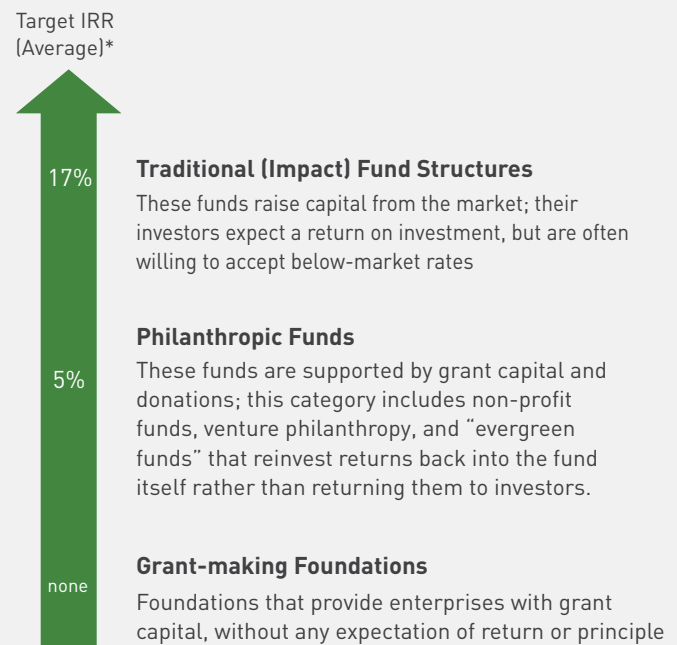 Target IRR
(Average)*
17%
Traditional (Impact) Fund Structures
These funds raise capital from the market; their
investors expect a return on investment, but are often
willing to accept below-market rates
Philanthropic Funds
5%
These funds are supported by grant capital and
donations; this category includes non-profit
funds, venture philanthropy, and “evergreen
funds” that reinvest returns back into the fund
itself rather than returning them to investors.
Grant-making Foundations
none
Foundations that provide enterprises with grant
capital, without any expectation of return or principle